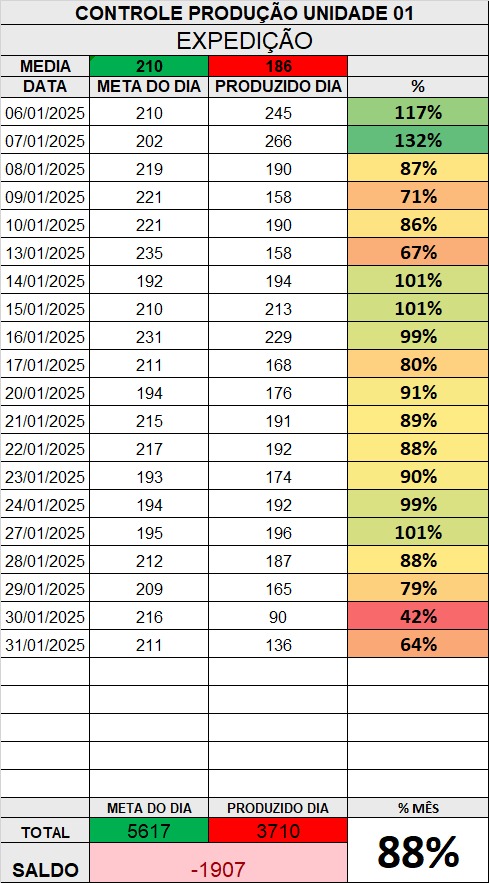 CONTROLE PRODUÇÃO UNIDADE 01
EXPEDIÇÃO
MEDIA 210 186
DATA META DO DIA PRODUZIDO DIA %
06/01/2025 210 245 117%
07/01/2025 202 266 132%
08/01/2025 219 190 87%
09/01/2025 221 158 71%
10/01/2025 221 190 86%
13/01/2025 235 158 67%
14/01/2025 192 194 101%
15/01/2025 210 213 101%
16/01/2025 231 229 99%
17/01/2025 211 168 80%
20/01/2025 194 176 91%
21/01/2025 215 191 89%
22/01/2025 217 192 88%
23/01/2025 193 174 90%
24/01/2025 194 192 99%
27/01/2025 195 196 101%
28/01/2025 212 187 88%
29/01/2025 209 165 79%
30/01/2025 216 90 42%
31/01/2025 211 136 64%
META DO DIA PRODUZIDO DIA % MÊS
TOTAL 5617 3710 88%
SALDO -1907